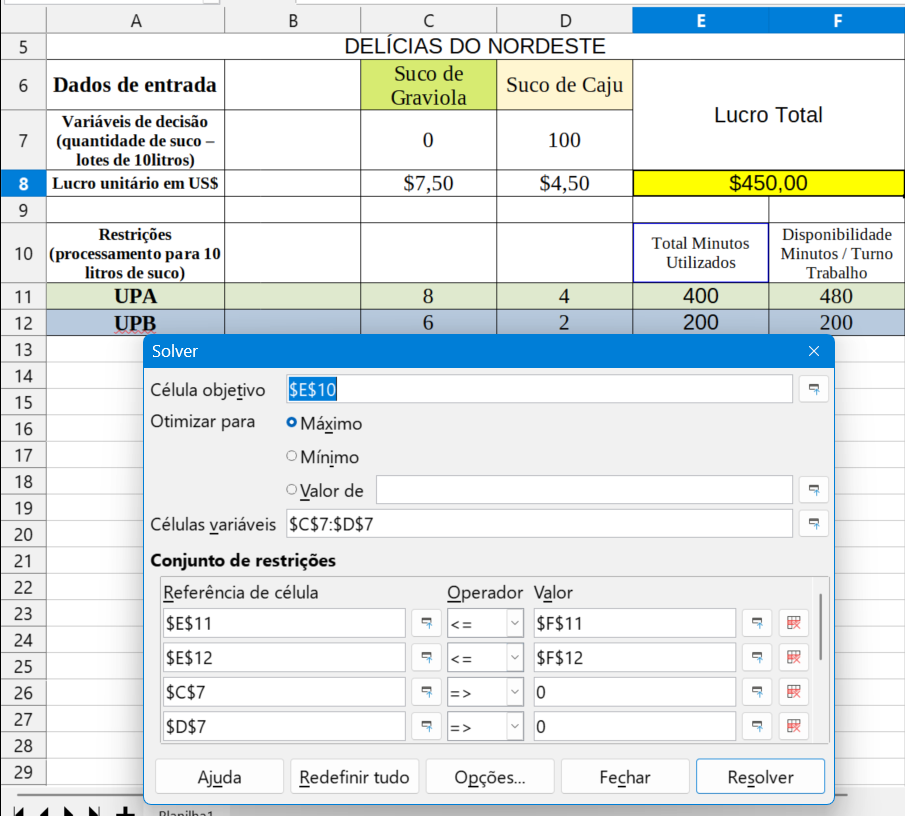 A B C D E F
5 DELÍCIAS DO NORDESTE
6 Dados de entrada
Suco de
Graviola
Suco de Caju
Lucro Total
7
Variáveis de decisão
(quantidade de suco –
lotes de 10litros)
0 100
8 Lucro unitário em US$ $7,50 $4,50 $450,00
9
10
Restrições
(processamento para 10
litros de suco)
Total Minutos
Utilizados
Disponibilidade
Minutos / Turno
Trabalho
11 UPA 8 4 400 480
12 UPB 6 2 200 200
13
14
15
16
17
18
19
20
21
22
23
24
25
26
27
28
29
Solver
Célula objetivo $E$10
Otimizar para Máximo
Mínimo
Valor de
Células variáveis $C$7:$D$7
Conjunto de restrições
Referência de célula Operador Valor
$E$11 <= $F$11
$E$12 <= $F$12
$C$7 => 0
$D$7 => 0
Ajuda Redefinir tudo Opções... Fechar Resolver
Planilha1